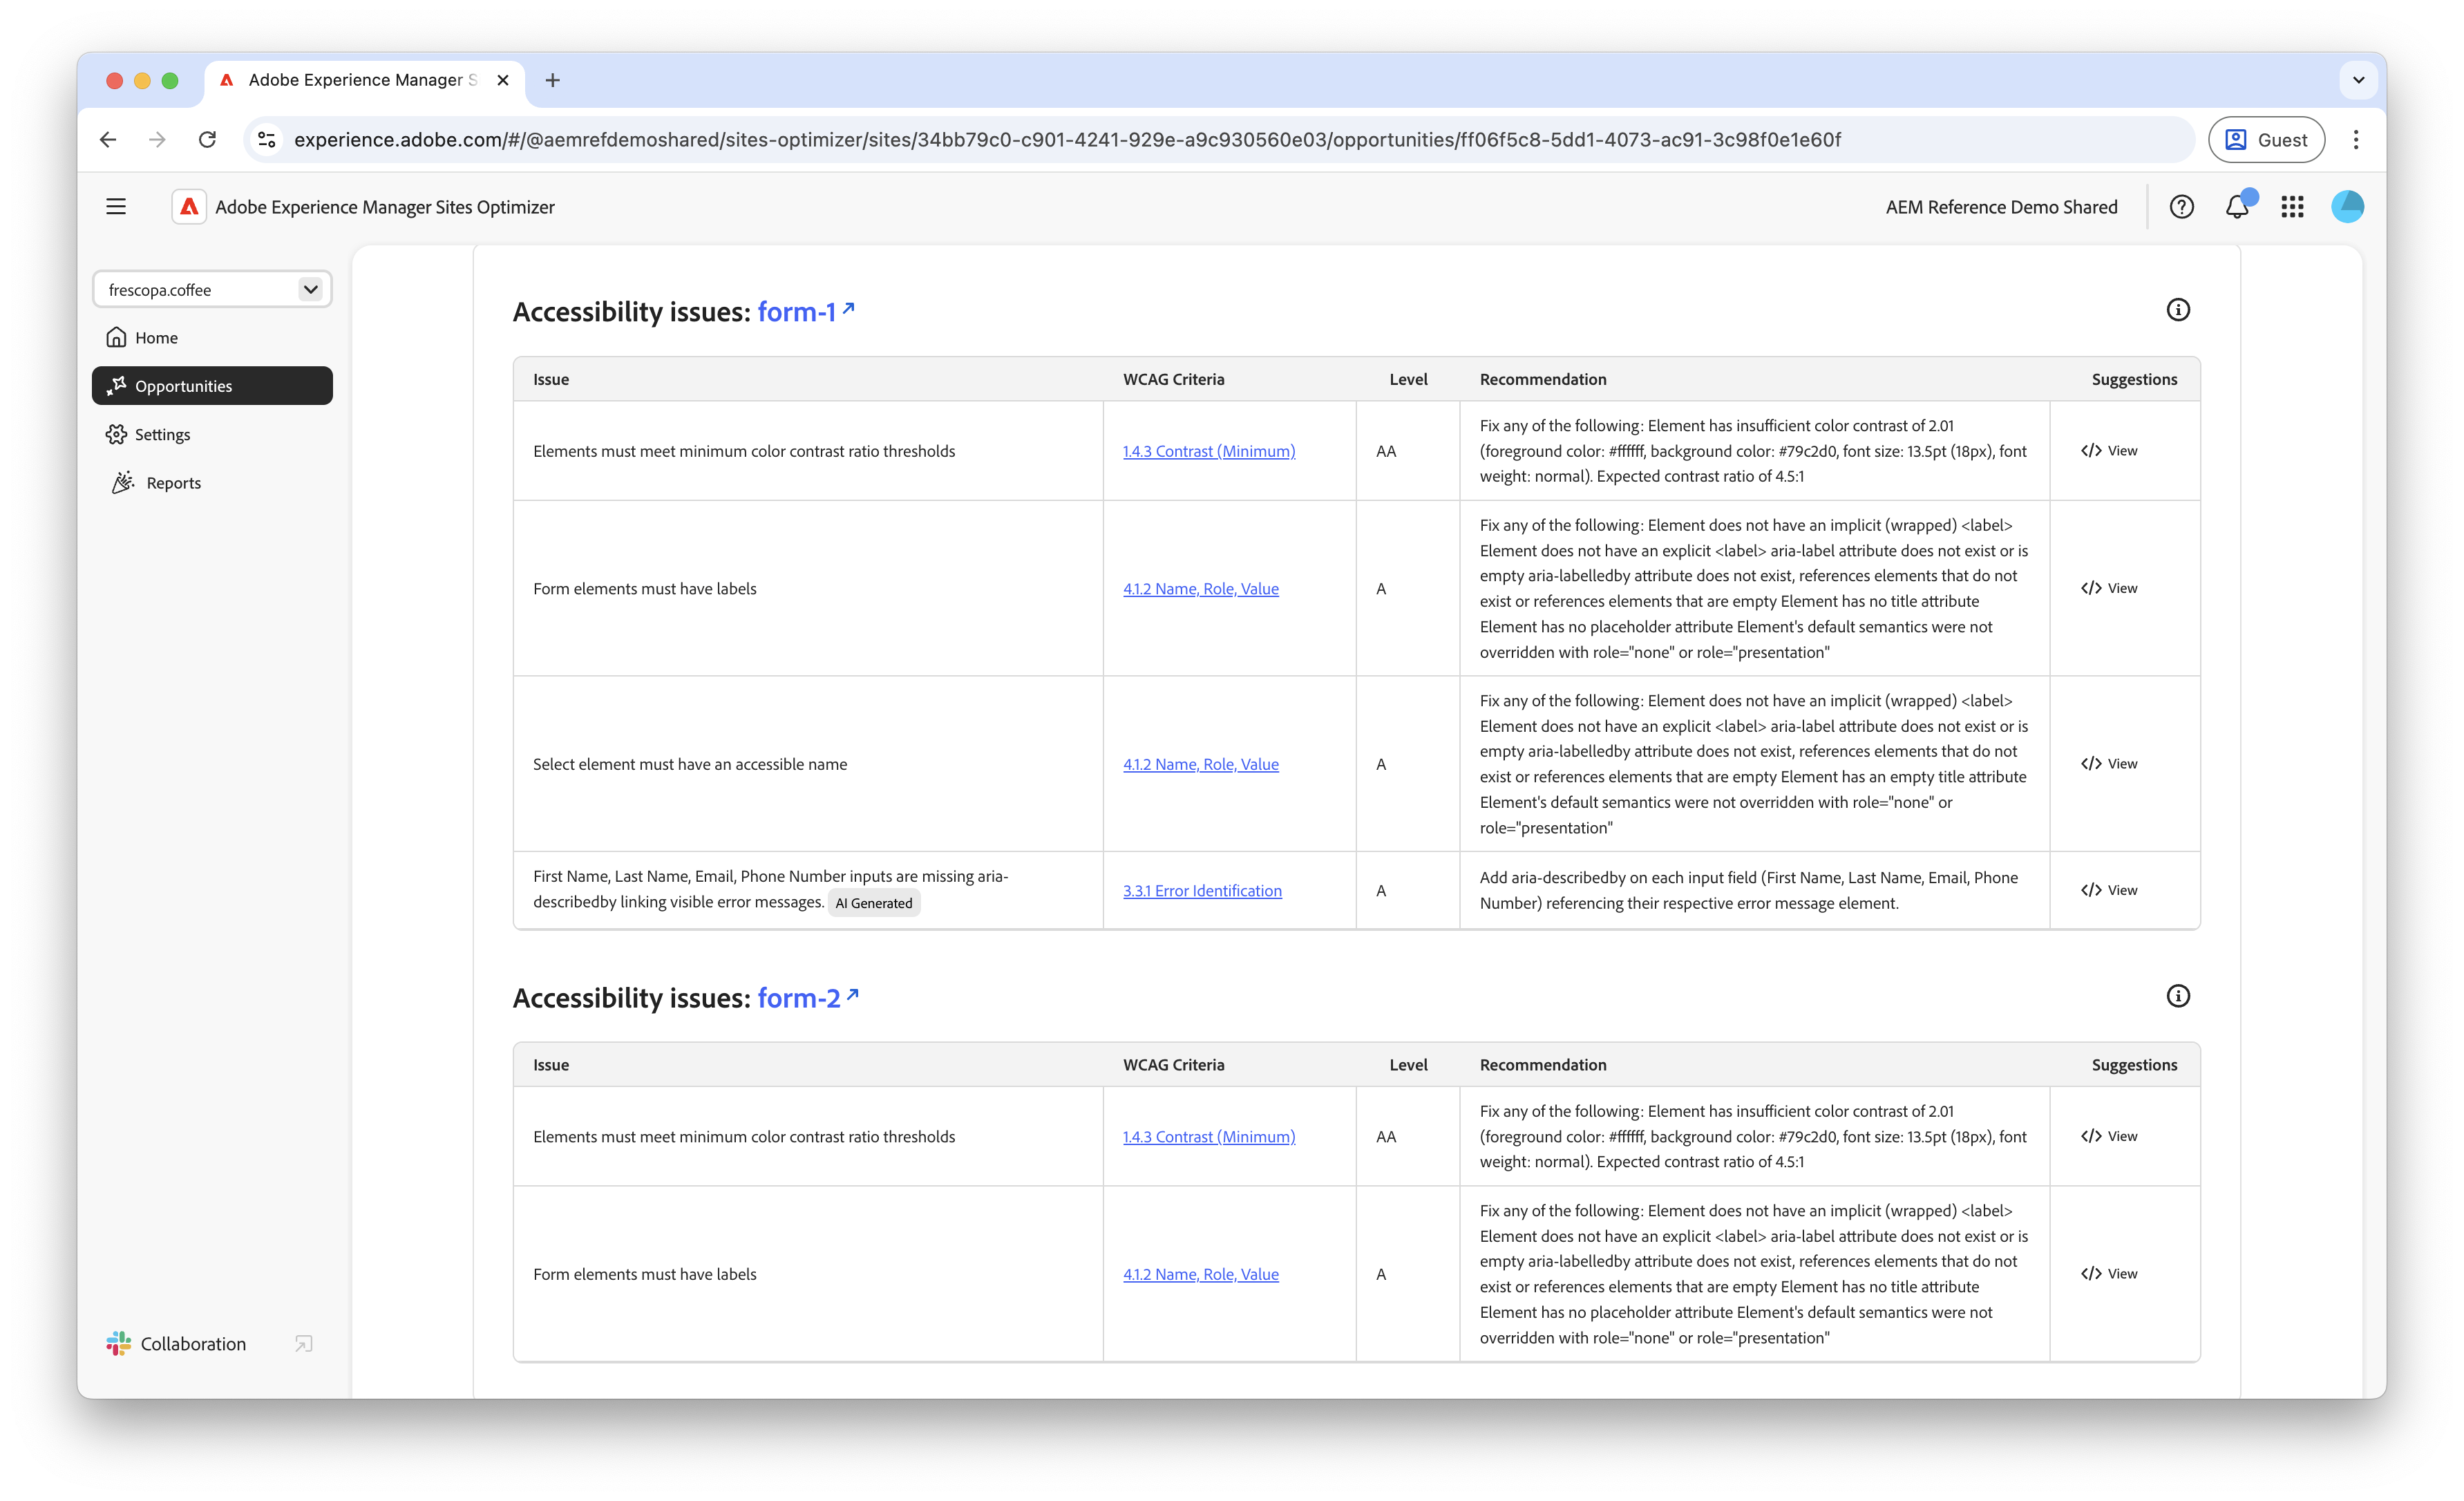 Adobe Experience Manager S
experience.adobe.com/#/@aemrefdemoshared/sites-optimizer/sites/34bb79c0-c901-4241-929e-a9c930560e03/opportunities/ff06f5c8-5dd1-4073-ac91-3c98f0e1e60f
Guest
Adobe Experience Manager Sites Optimizer
AEM Reference Demo Shared
frescopa.coffee
Home
Opportunities
Settings
Reports
Collaboration
Accessibility issues: form-1
Issue
WCAG Criteria
Level
Recommendation
Suggestions
Elements must meet minimum color contrast ratio thresholds
1.4.3 Contrast (Minimum)
AA
Fix any of the following: Element has insufficient color contrast of 2.01
(foreground color: #ffffff, background color: #79c2d0, font size: 13.5pt (18px), font
weight: normal). Expected contrast ratio of 4.5:1
</> View
Form elements must have labels
4.1.2 Name, Role, Value
A
Fix any of the following: Element does not have an implicit (wrapped) <label>
Element does not have an explicit <label> aria-label attribute does not exist or is
empty aria-labelledby attribute does not exist, references elements that do not
exist or references elements that are empty Element has no title attribute
Element has no placeholder attribute Element's default semantics were not
overridden with role="none" or role="presentation"
</> View
Select element must have an accessible name
4.1.2 Name, Role, Value
A
Fix any of the following: Element does not have an implicit (wrapped) <label>
Element does not have an explicit <label> aria-label attribute does not exist or is
empty aria-labelledby attribute does not exist, references elements that do not
exist or references elements that are empty Element has an empty title attribute
Element's default semantics were not overridden with role="none" or
role="presentation"
</> View
First Name, Last Name, Email, Phone Number inputs are missing aria-
describedby linking visible error messages. AI Generated
3.3.1 Error Identification
A
Add aria-describedby on each input field (First Name, Last Name, Email, Phone
Number) referencing their respective error message element.
</> View
Accessibility issues: form-2
Issue
WCAG Criteria
Level
Recommendation
Suggestions
Elements must meet minimum color contrast ratio thresholds
1.4.3 Contrast (Minimum)
AA
Fix any of the following: Element has insufficient color contrast of 2.01
(foreground color: #ffffff, background color: #79c2d0, font size: 13.5pt (18px), font
weight: normal). Expected contrast ratio of 4.5:1
</> View
Form elements must have labels
4.1.2 Name, Role, Value
A
Fix any of the following: Element does not have an implicit (wrapped) <label>
Element does not have an explicit <label> aria-label attribute does not exist or is
empty aria-labelledby attribute does not exist, references elements that do not
exist or references elements that are empty Element has no title attribute
Element has no placeholder attribute Element's default semantics were not
overridden with role="none" or role="presentation"
</> View